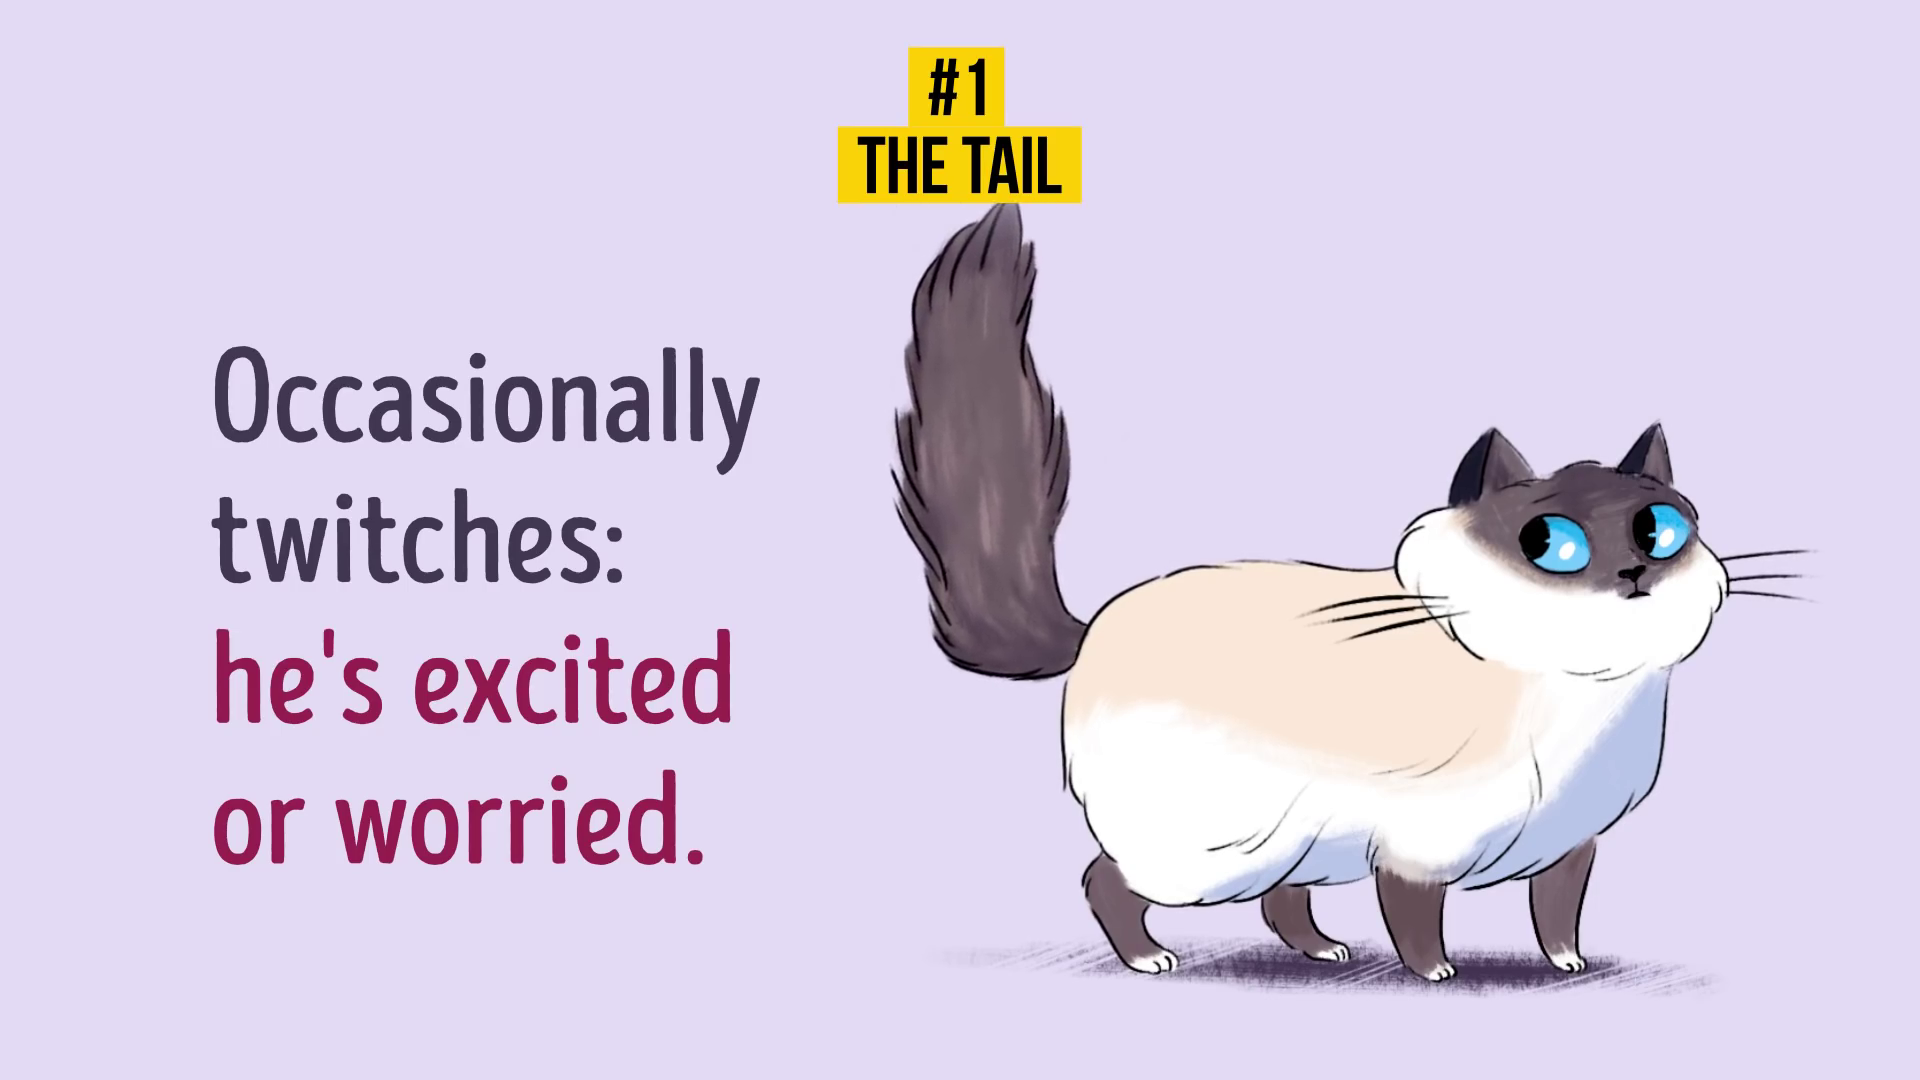 #1
THE TAIL
Occasionally
twitches:
he's excited
or worried.